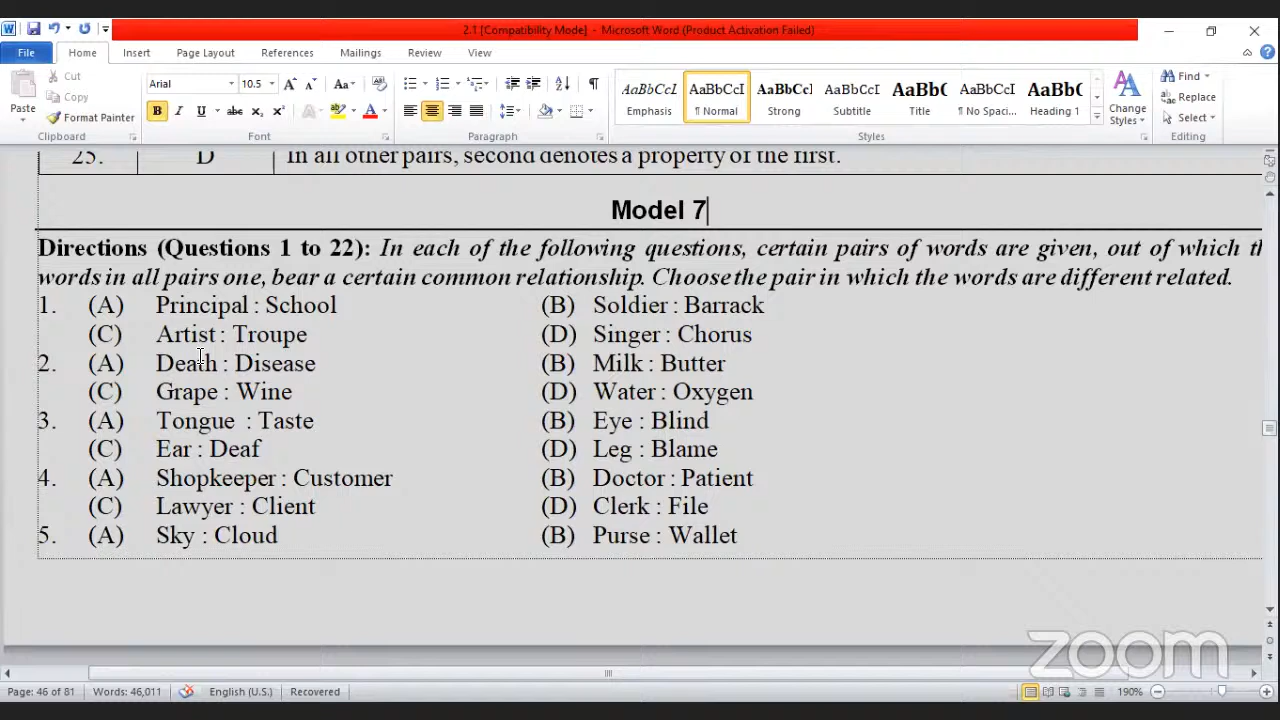 2.1 [Compatibility Mode] - Microsoft Word (Product Activation Failed)
File Home Insert Page Layout References Mailings Review View
Paste Cut Copy Format Painter
Arial 10.5
AaBbCcI AaBbCcI AaBbCcI AaBbCcI AaBbC AaBbCcI AaBbC
Emphasis ¶ Normal Strong Subtitle Title ¶ No Spaci... Heading 1
Change Styles
Find Replace Select
Clipboard Font Paragraph Styles Editing
25. D In all other pairs, second denotes a property of the first.
Model 7
Directions (Questions 1 to 22): In each of the following questions, certain pairs of words are given, out of which th
words in all pairs one, bear a certain common relationship. Choose the pair in which the words are different related.
1. (A) Principal : School (B) Soldier : Barrack
(C) Artist : Troupe (D) Singer : Chorus
2. (A) Death : Disease (B) Milk : Butter
(C) Grape : Wine (D) Water : Oxygen
3. (A) Tongue : Taste (B) Eye : Blind
(C) Ear : Deaf (D) Leg : Blame
4. (A) Shopkeeper : Customer (B) Doctor : Patient
(C) Lawyer : Client (D) Clerk : File
5. (A) Sky : Cloud (B) Purse : Wallet
zoom
Page: 46 of 81 Words: 46,011 English (U.S.) Recovered 190%